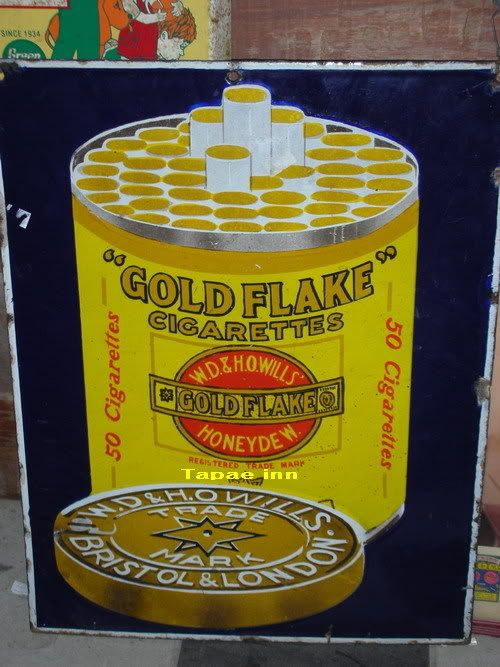 SINCE 1934
Green
"GOLD FLAKE"
CIGARETTES
50 Cigarettes
50 Cigarettes
W.D. & H.O. WILLS'
GOLD FLAKE
HONEYDEW.
REGISTERED TRADE MARK
Tapae inn
W.D. & H.O. WILLS.
TRADE
MARK
BRISTOL & LONDON